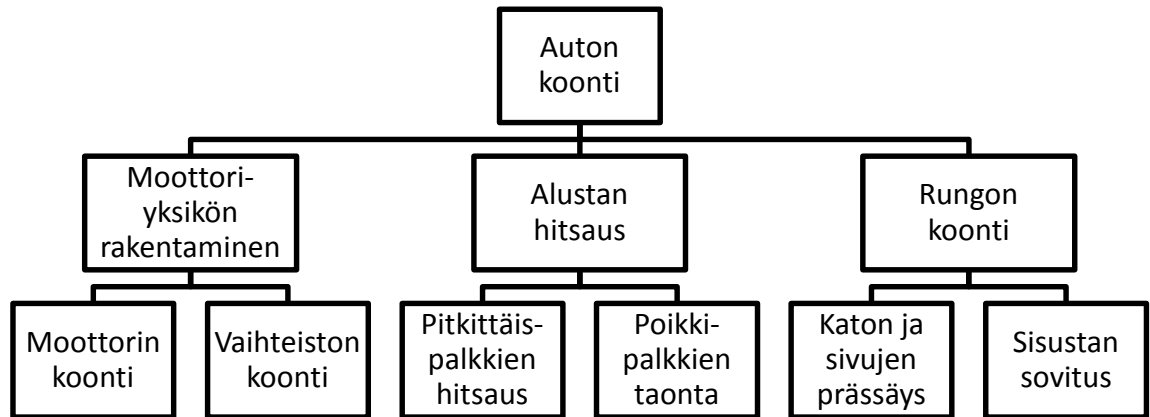 Auton
koonti
Moottori-
yksikön
rakentaminen
Alustan
hitsaus
Rungon
koonti
Moottorin
koonti
Vaihteiston
koonti
Pitkittäis-
palkkien
hitsaus
Poikki-
palkkien
taonta
Katon ja
sivujen
prässäys
Sisustan
sovitus